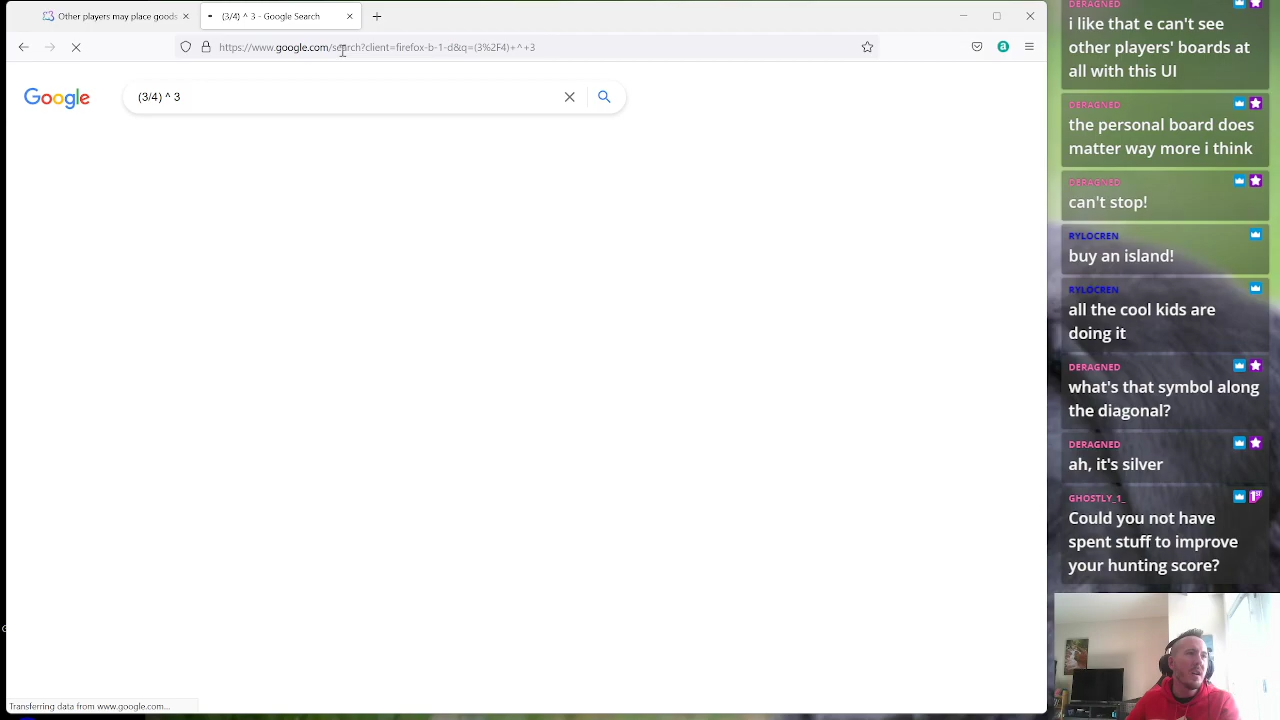 Other players may place goods
(3/4) ^ 3 - Google Search
https://www.google.com/search?client=firefox-b-1-d&q=(3%2F4)+^+3
Google
(3/4) ^ 3
Transferring data from www.google.com...
DERAGNED
i like that e can't see
other players' boards at
all with this UI
DERAGNED
the personal board does
matter way more i think
DERAGNED
can't stop!
RYLOCREN
buy an island!
RYLOCREN
all the cool kids are
doing it
DERAGNED
what's that symbol along
the diagonal?
DERAGNED
ah, it's silver
GHOSTLY_1_
1ST
Could you not have
spent stuff to improve
your hunting score?